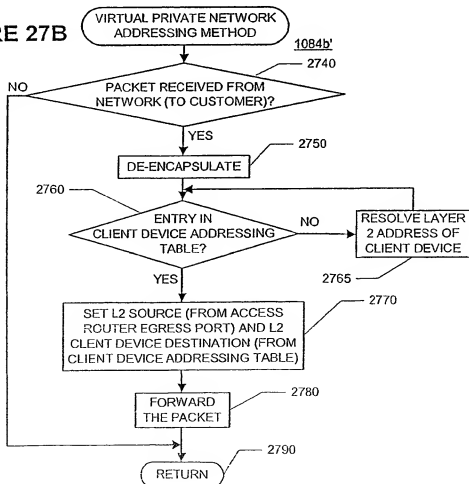 RE 27B
VIRTUAL PRIVATE NETWORK
ADDRESSING METHOD
1084b'
2740
NO
PACKET RECEIVED FROM
NETWORK (TO CUSTOMER)?
YES
2750
DE-ENCAPSULATE
2760
ENTRY IN
CLIENT DEVICE ADDRESSING
TABLE?
NO
RESOLVE LAYER
2 ADDRESS OF
CLIENT DEVICE
2765
YES
2770
SET L2 SOURCE (FROM ACCESS
ROUTER EGRESS PORT) AND L2
CLENT DEVICE DESTINATION (FROM
CLIENT DEVICE ADDRESSING TABLE)
2780
FORWARD
THE PACKET
2790
RETURN